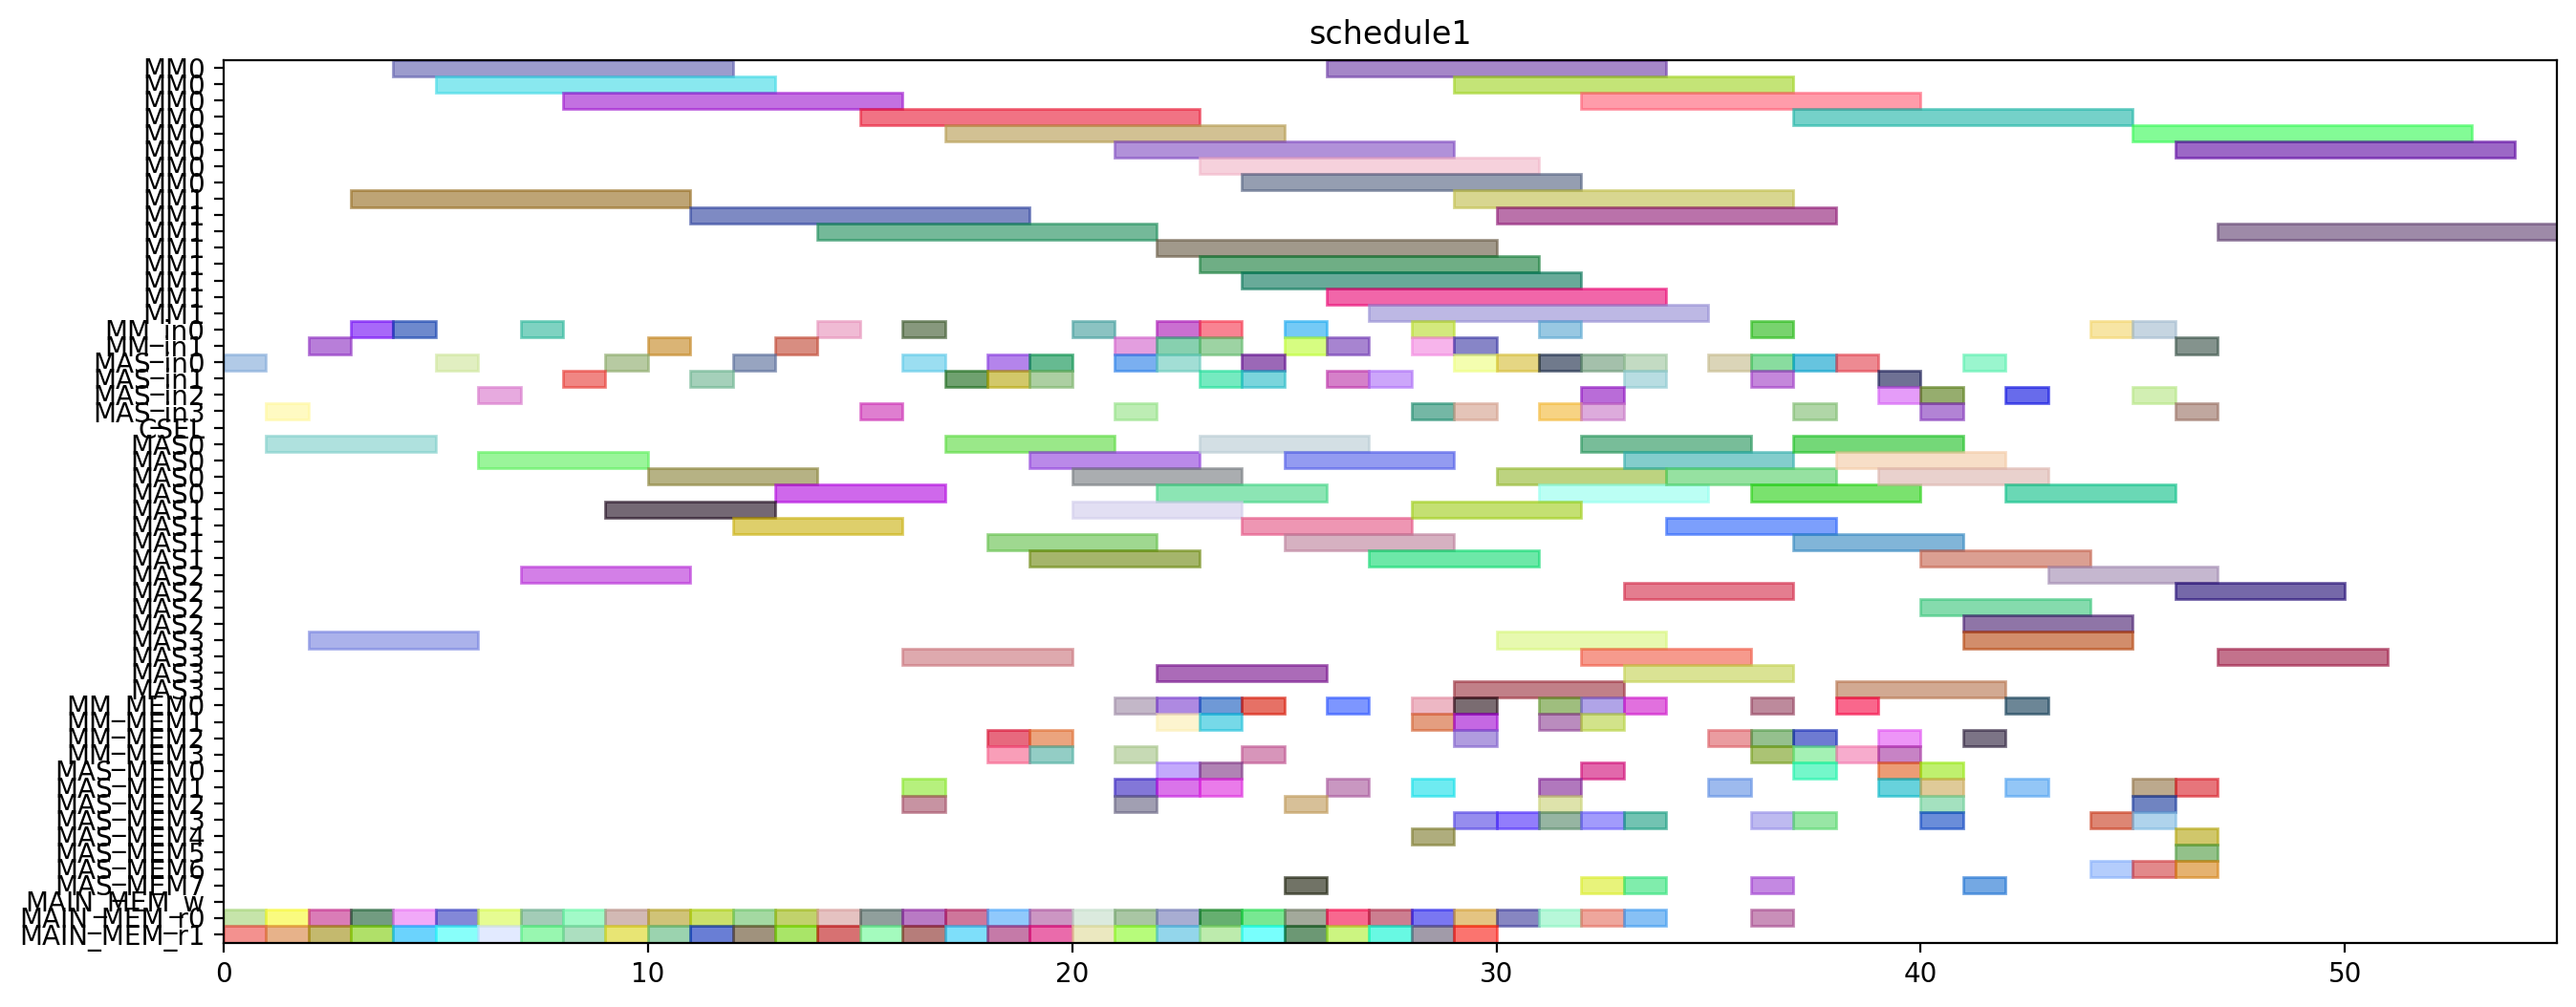 schedule1
MM0
MM0
MM0
MM0
MM0
MM0
MM0
MM0
MM1
MM1
MM1
MM1
MM1
MM1
MM1
MM1
MM_in0
MM_in1
MAS_in0
MAS_in1
MAS_in2
MAS_in3
CSEL
MAS0
MAS0
MAS0
MAS0
MAS1
MAS1
MAS1
MAS1
MAS2
MAS2
MAS2
MAS2
MAS3
MAS3
MAS3
MAS3
MM_MEM0
MM_MEM1
MM_MEM2
MM_MEM3
MAS_MEM0
MAS_MEM1
MAS_MEM2
MAS_MEM3
MAS_MEM4
MAS_MEM5
MAS_MEM6
MAS_MEM7
MAIN_MEM_w
MAIN_MEM_r0
MAIN_MEM_r1
0 10 20 30 40 50